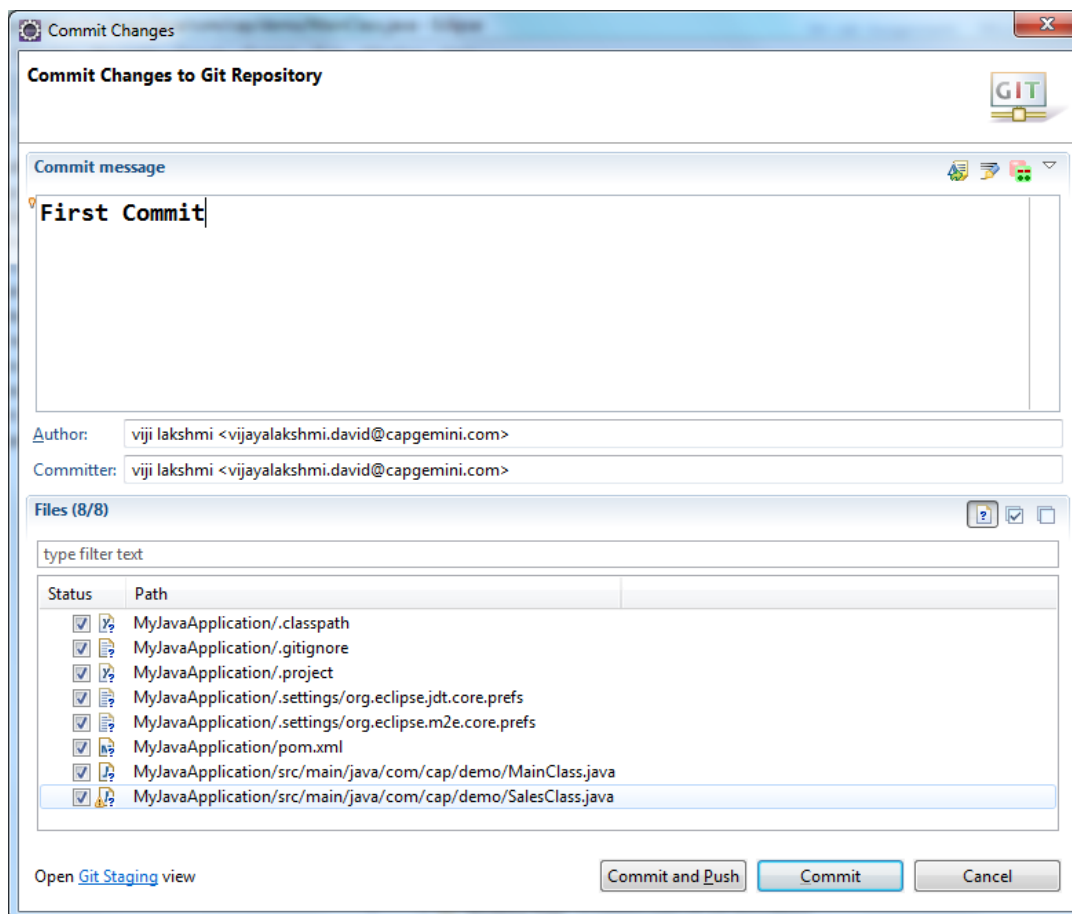 Commit Changes
Commit Changes to Git Repository
GIT
Commit message
First Commit
Author: viji lakshmi <vijayalakshmi.david@capgemini.com>
Committer: viji lakshmi <vijayalakshmi.david@capgemini.com>
Files (8/8)
type filter text
Status Path
MyJavaApplication/.classpath
MyJavaApplication/.gitignore
MyJavaApplication/.project
MyJavaApplication/.settings/org.eclipse.jdt.core.prefs
MyJavaApplication/.settings/org.eclipse.m2e.core.prefs
MyJavaApplication/pom.xml
MyJavaApplication/src/main/java/com/cap/demo/MainClass.java
MyJavaApplication/src/main/java/com/cap/demo/SalesClass.java
Open Git Staging view Commit and Push Commit Cancel